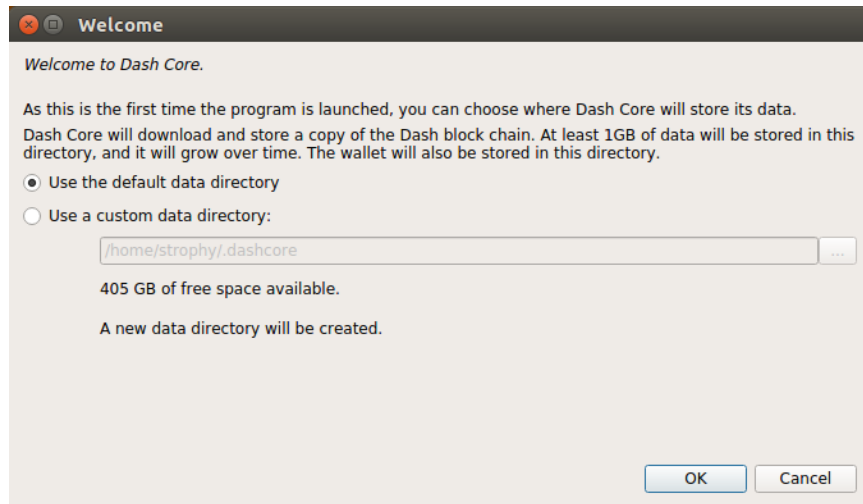 Welcome
Welcome to Dash Core.
As this is the first time the program is launched, you can choose where Dash Core will store its data.
Dash Core will download and store a copy of the Dash block chain. At least 1GB of data will be stored in this
directory, and it will grow over time. The wallet will also be stored in this directory.
Use the default data directory
Use a custom data directory:
/home/strophy/.dashcore
...
405 GB of free space available.
A new data directory will be created.
OK
Cancel